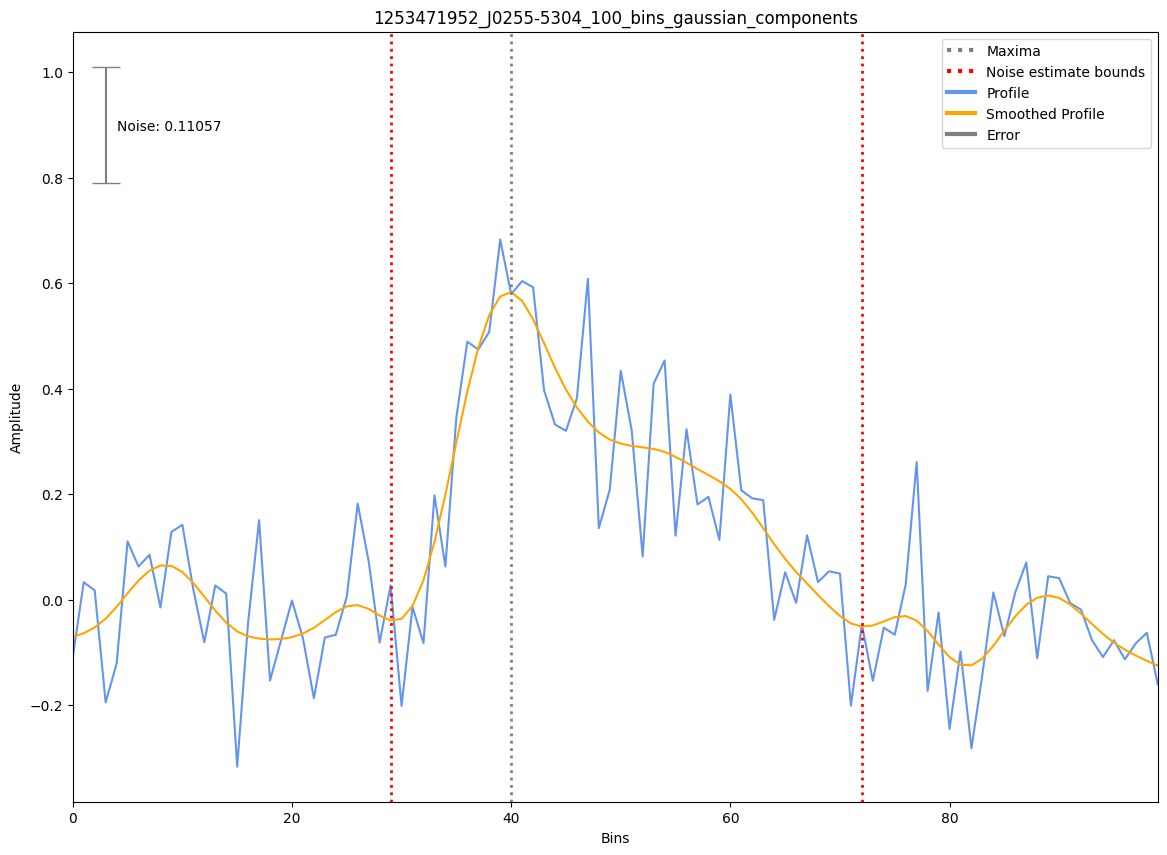 1253471952_J0255-5304_100_bins_gaussian_components
Maxima
Noise estimate bounds
Profile
Smoothed Profile
Error
Noise: 0.11057
1.0
0.8
0.6
0.4
0.2
0.0
−0.2
Amplitude
0 20 40 60 80
Bins